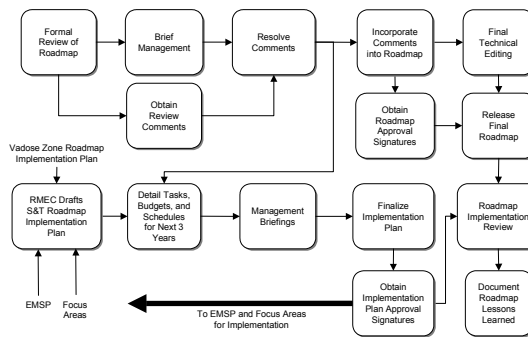 Formal
Review of
Roadmap
Brief
Management
Resolve
Comments
Incorporate
Comments
into Roadmap
Final
Technical
Editing
Obtain
Review
Comments
Obtain
Roadmap
Approval
Signatures
Release
Final
Roadmap
Vadose Zone Roadmap
Implementation Plan
RMEC Drafts
S&T Roadmap
Implementation
Plan
Detail Tasks,
Budgets, and
Schedules
for Next 3
Years
Management
Briefings
Finalize
Implementation
Plan
Roadmap
Implementation
Review
EMSP
Focus
Areas
To EMSP and Focus Areas
for Implementation
Obtain
Implementation
Plan Approval
Signatures
Document
Roadmap
Lessons
Learned